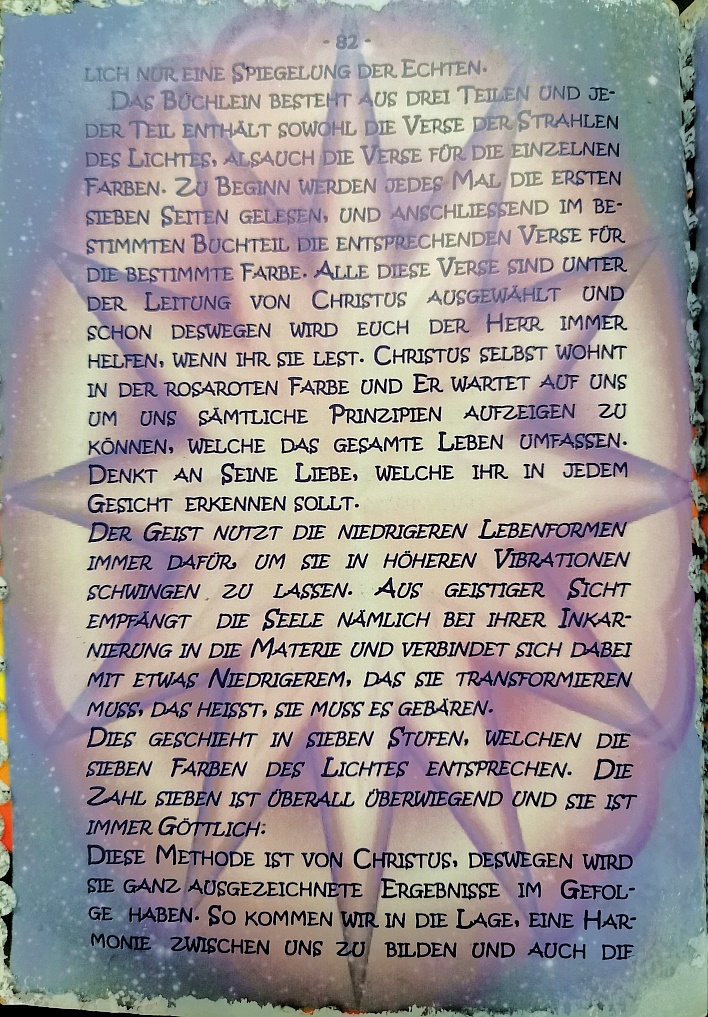 - 82 -
LICH NUR EINE SPIEGELUNG DER ECHTEN.
DAS BÜCHLEIN BESTEHT AUS DREI TEILEN UND JE-
DER TEIL ENTHÄLT SOWOHL DIE VERSE DER STRAHLEN
DES LICHTES, ALSAUCH DIE VERSE FÜR DIE EINZELNEN
FARBEN. ZU BEGINN WERDEN JEDES MAL DIE ERSTEN
SIEBEN SEITEN GELESEN, UND ANSCHLIESSEND IM BE-
STIMMTEN BUCHTEIL DIE ENTSPRECHENDEN VERSE FÜR
DIE BESTIMMTE FARBE. ALLE DIESE VERSE SIND UNTER
DER LEITUNG VON CHRISTUS AUSGEWÄHLT UND
SCHON DESWEGEN WIRD EUCH DER HERR IMMER
HELFEN, WENN IHR SIE LEST. CHRISTUS SELBST WOHNT
IN DER ROSAROTEN FARBE UND ER WARTET AUF UNS
UM UNS SÄMTLICHE PRINZIPIEN AUFZEIGEN ZU
KÖNNEN, WELCHE DAS GESAMTE LEBEN UMFASSEN.
DENKT AN SEINE LIEBE, WELCHE IHR IN JEDEM
GESICHT ERKENNEN SOLLT.
DER GEIST NUTZT DIE NIEDRIGEREN LEBENFORMEN
IMMER DAFÜR, UM SIE IN HÖHEREN VIBRATIONEN
SCHWINGEN ZU LASSEN. AUS GEISTIGER SICHT
EMPFÄNGT DIE SEELE NÄMLICH BEI IHRER INKAR-
NIERUNG IN DIE MATERIE UND VERBINDET SICH DABEI
MIT ETWAS NIEDRIGEREM, DAS SIE TRANSFORMIEREN
MUSS, DAS HEISST, SIE MUSS ES GEBÄREN.
DIES GESCHIEHT IN SIEBEN STUFEN, WELCHEN DIE
SIEBEN FARBEN DES LICHTES ENTSPRECHEN. DIE
ZAHL SIEBEN IST ÜBERALL ÜBERWIEGEND UND SIE IST
IMMER GÖTTLICH:
DIESE METHODE IST VON CHRISTUS, DESWEGEN WIRD
SIE GANZ AUSGEZEICHNETE ERGEBNISSE IM GEFOL-
GE HABEN. SO KOMMEN WIR IN DIE LAGE, EINE HAR-
MONIE ZWISCHEN UNS ZU BILDEN UND AUCH DIE